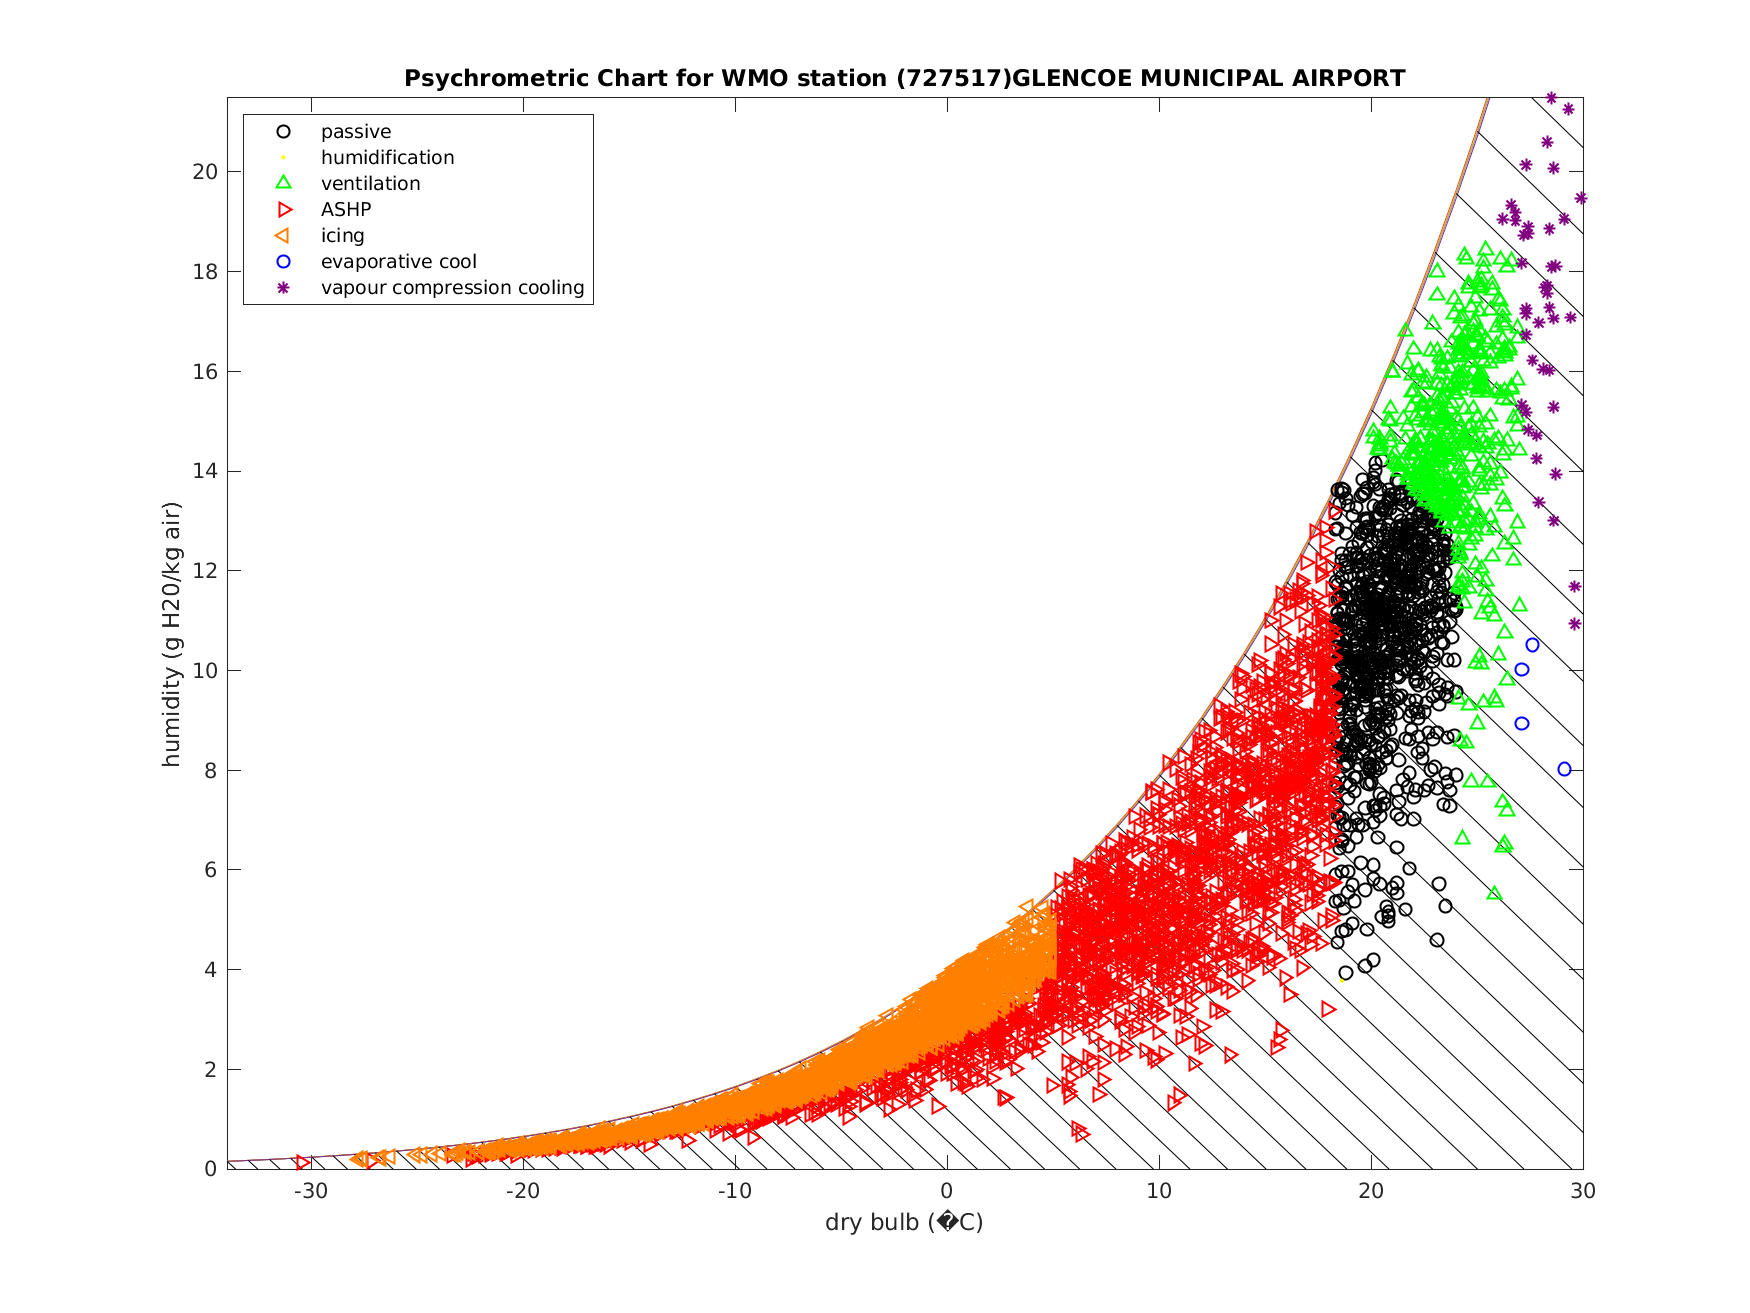 Psychrometric Chart for WMO station (727517)GLENCOE MUNICIPAL AIRPORT
passive
humidification
ventilation
ASHP
icing
evaporative cool
vapour compression cooling
humidity (g H20/kg air)
20
18
16
14
12
10
8
6
4
2
0
-30 -20 -10 0 10 20 30
dry bulb (�C)